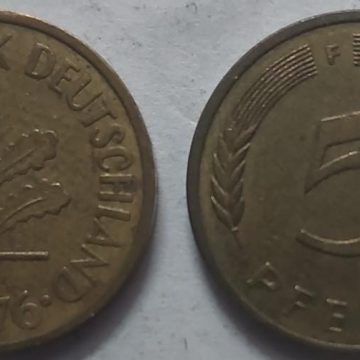 K DEUTSCHLAND
76
F
5
PFE